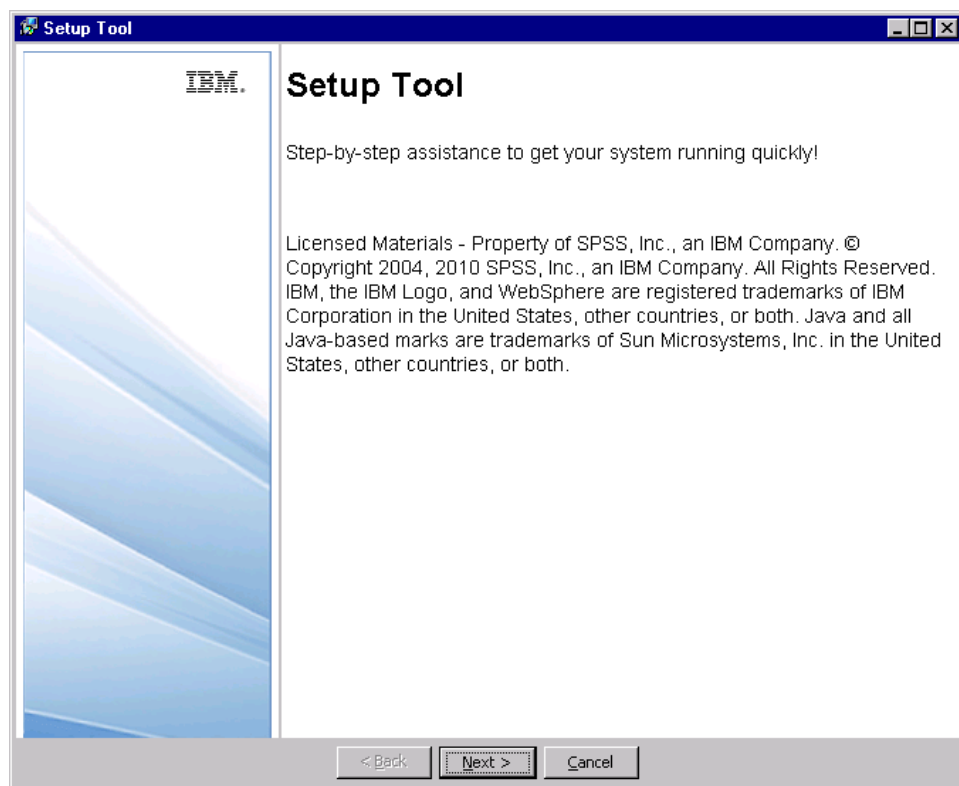 Setup Tool
IBM.
Setup Tool
Step-by-step assistance to get your system running quickly!
Licensed Materials - Property of SPSS, Inc., an IBM Company. ©
Copyright 2004, 2010 SPSS, Inc., an IBM Company. All Rights Reserved.
IBM, the IBM Logo, and WebSphere are registered trademarks of IBM
Corporation in the United States, other countries, or both. Java and all
Java-based marks are trademarks of Sun Microsystems, Inc. in the United
States, other countries, or both.
< Back
Next >
Cancel